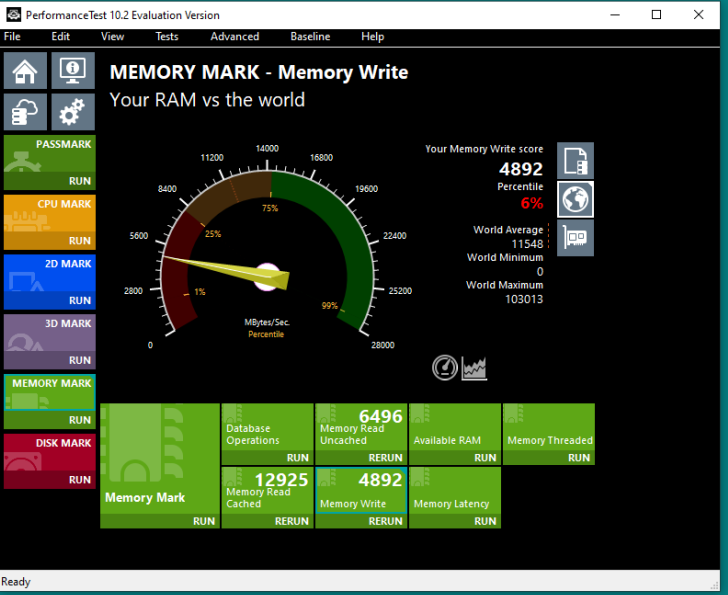 PerformanceTest 10.2 Evaluation Version
File Edit View Tests Advanced Baseline Help
MEMORY MARK - Memory Write
Your RAM vs the world
PASSMARK
RUN
CPU MARK
RUN
2D MARK
RUN
3D MARK
RUN
MEMORY MARK
RUN
DISK MARK
RUN
0
2800
5600
8400
11200
14000
16800
19600
22400
25200
28000
1%
25%
75%
99%
MBytes/Sec.
Percentile
Your Memory Write score
4892
Percentile
6%
World Average
11548
World Minimum
0
World Maximum
103013
Memory Mark
RUN
Database
Operations
RUN
6496
Memory Read
Uncached
RERUN
Available RAM
RUN
Memory Threaded
RUN
12925
Memory Read
Cached
RERUN
4892
Memory Write
RERUN
Memory Latency
RUN
Ready